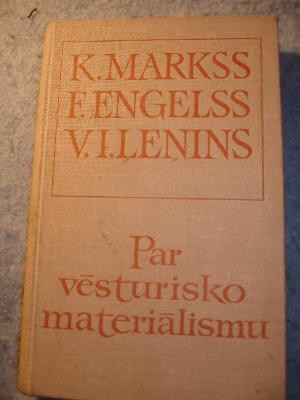 K. MARKSS
F. ENGELSS
V. I. ĻEŅINS
Par
vēsturisko
materiālismu